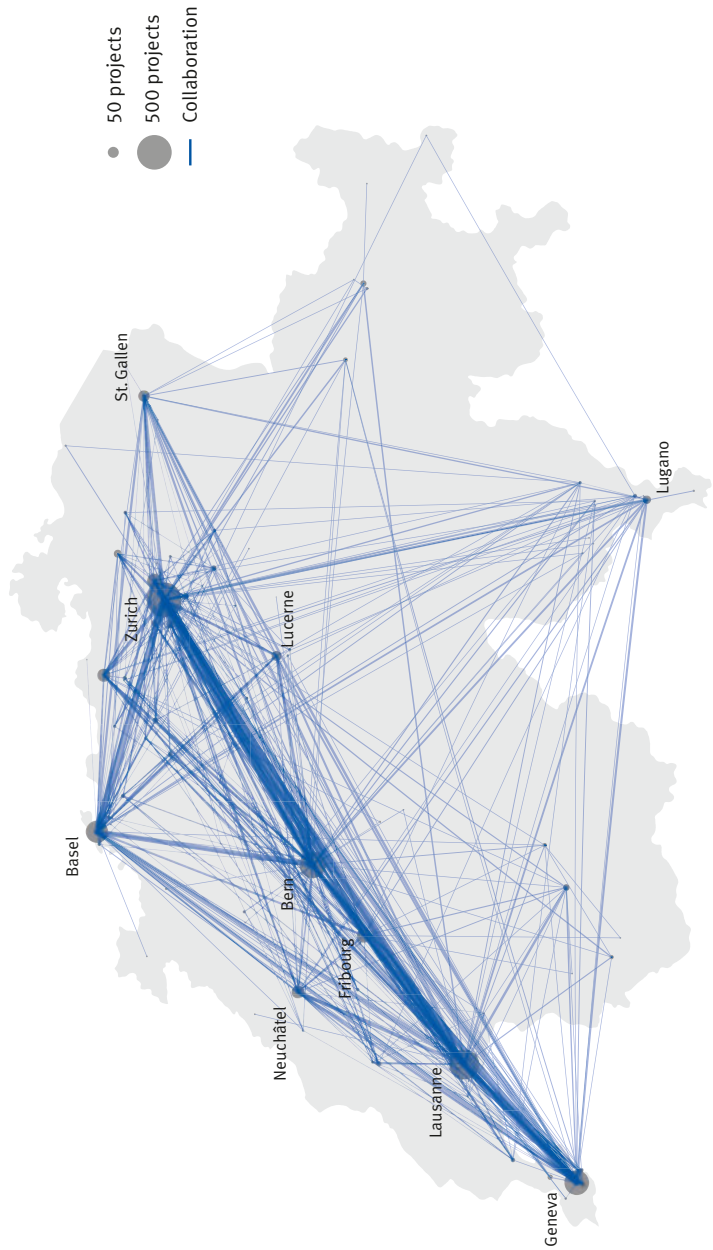 50 projects
500 projects
Collaboration
St. Gallen
Basel
Zurich
Lucerne
Neuchâtel
Bern
Fribourg
Lausanne
Geneva
Lugano